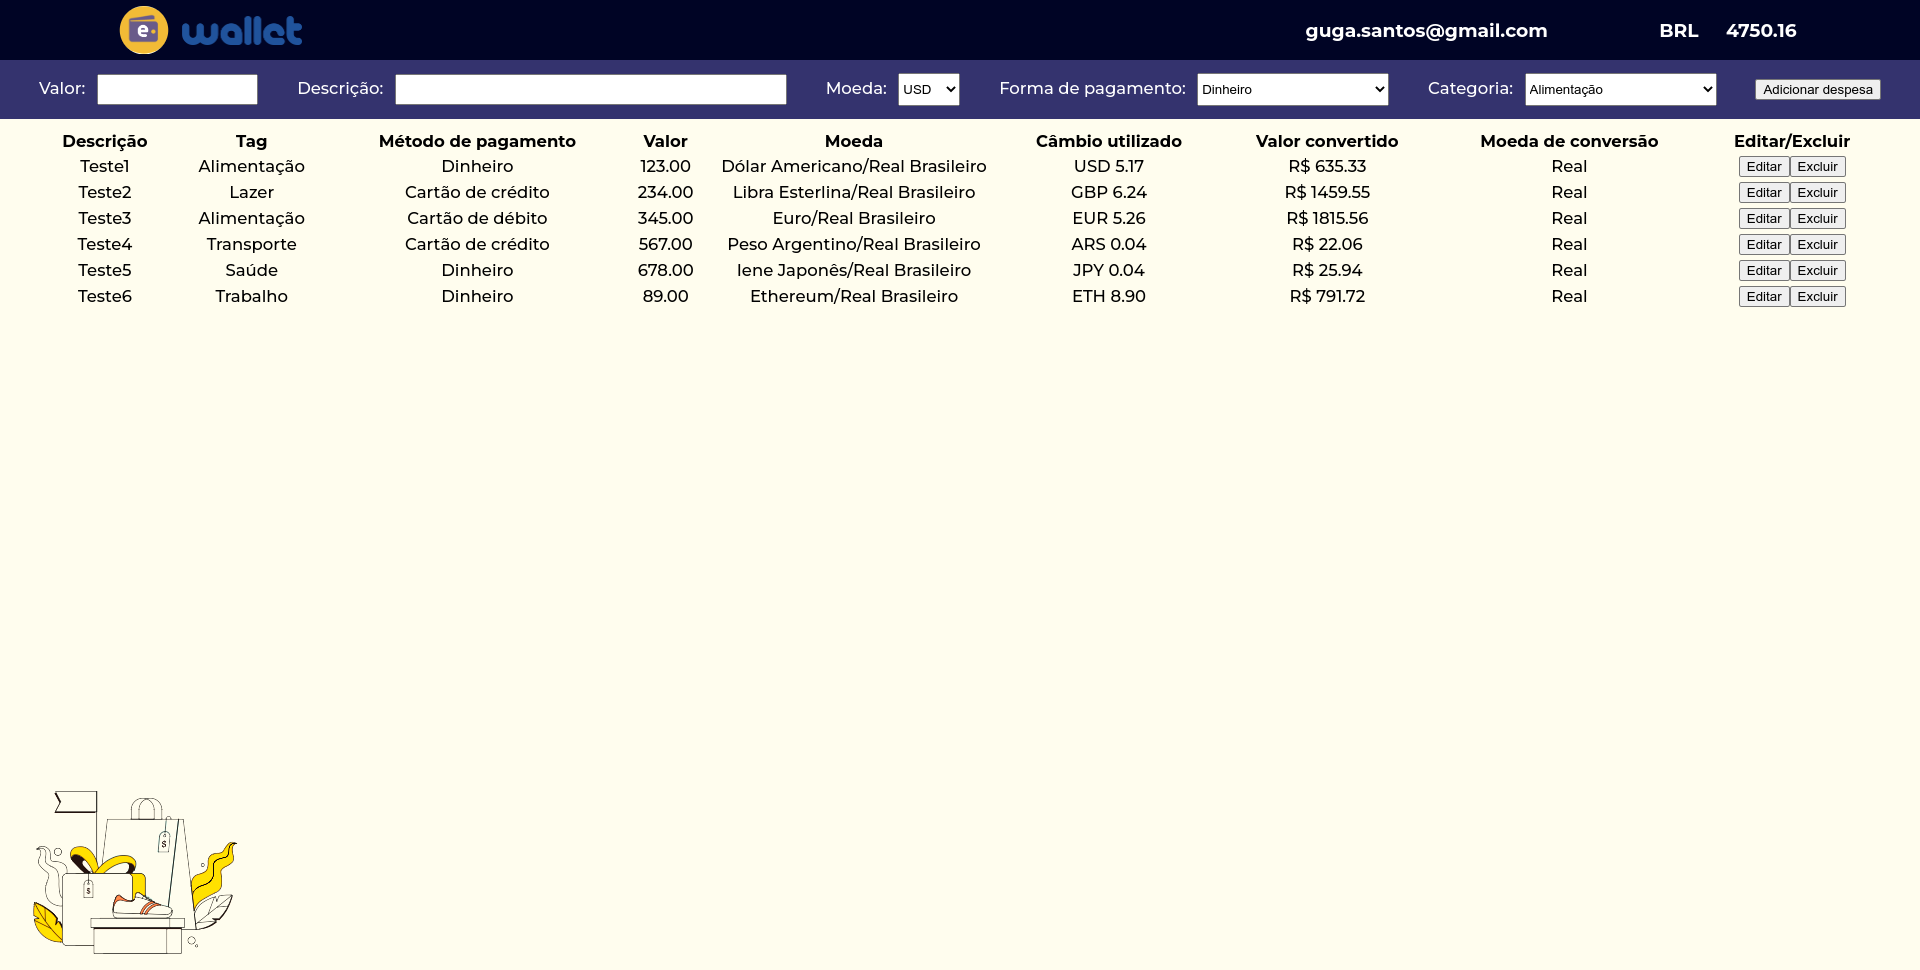 e wallet guga.santos@gmail.com BRL 4750.16
Valor: Descrição: Moeda: USD Forma de pagamento: Dinheiro Categoria: Alimentação Adicionar despesa
Descrição Tag Método de pagamento Valor Moeda Câmbio utilizado Valor convertido Moeda de conversão Editar/Excluir
Teste1 Alimentação Dinheiro 123.00 Dólar Americano/Real Brasileiro USD 5.17 R$ 635.33 Real Editar Excluir
Teste2 Lazer Cartão de crédito 234.00 Libra Esterlina/Real Brasileiro GBP 6.24 R$ 1459.55 Real Editar Excluir
Teste3 Alimentação Cartão de débito 345.00 Euro/Real Brasileiro EUR 5.26 R$ 1815.56 Real Editar Excluir
Teste4 Transporte Cartão de crédito 567.00 Peso Argentino/Real Brasileiro ARS 0.04 R$ 22.06 Real Editar Excluir
Teste5 Saúde Dinheiro 678.00 Iene Japonês/Real Brasileiro JPY 0.04 R$ 25.94 Real Editar Excluir
Teste6 Trabalho Dinheiro 89.00 Ethereum/Real Brasileiro ETH 8.90 R$ 791.72 Real Editar Excluir
$
$